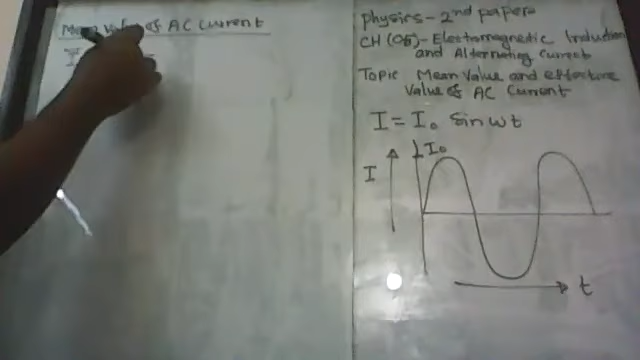 Mean Value of AC Current
Physics - 2nd paper
CH (05) - Electromagnetic Induction
and Alternating Current
Topic Mean Value and effective
Value of AC Current
I = I₀ sin ωt
I₀
I
t